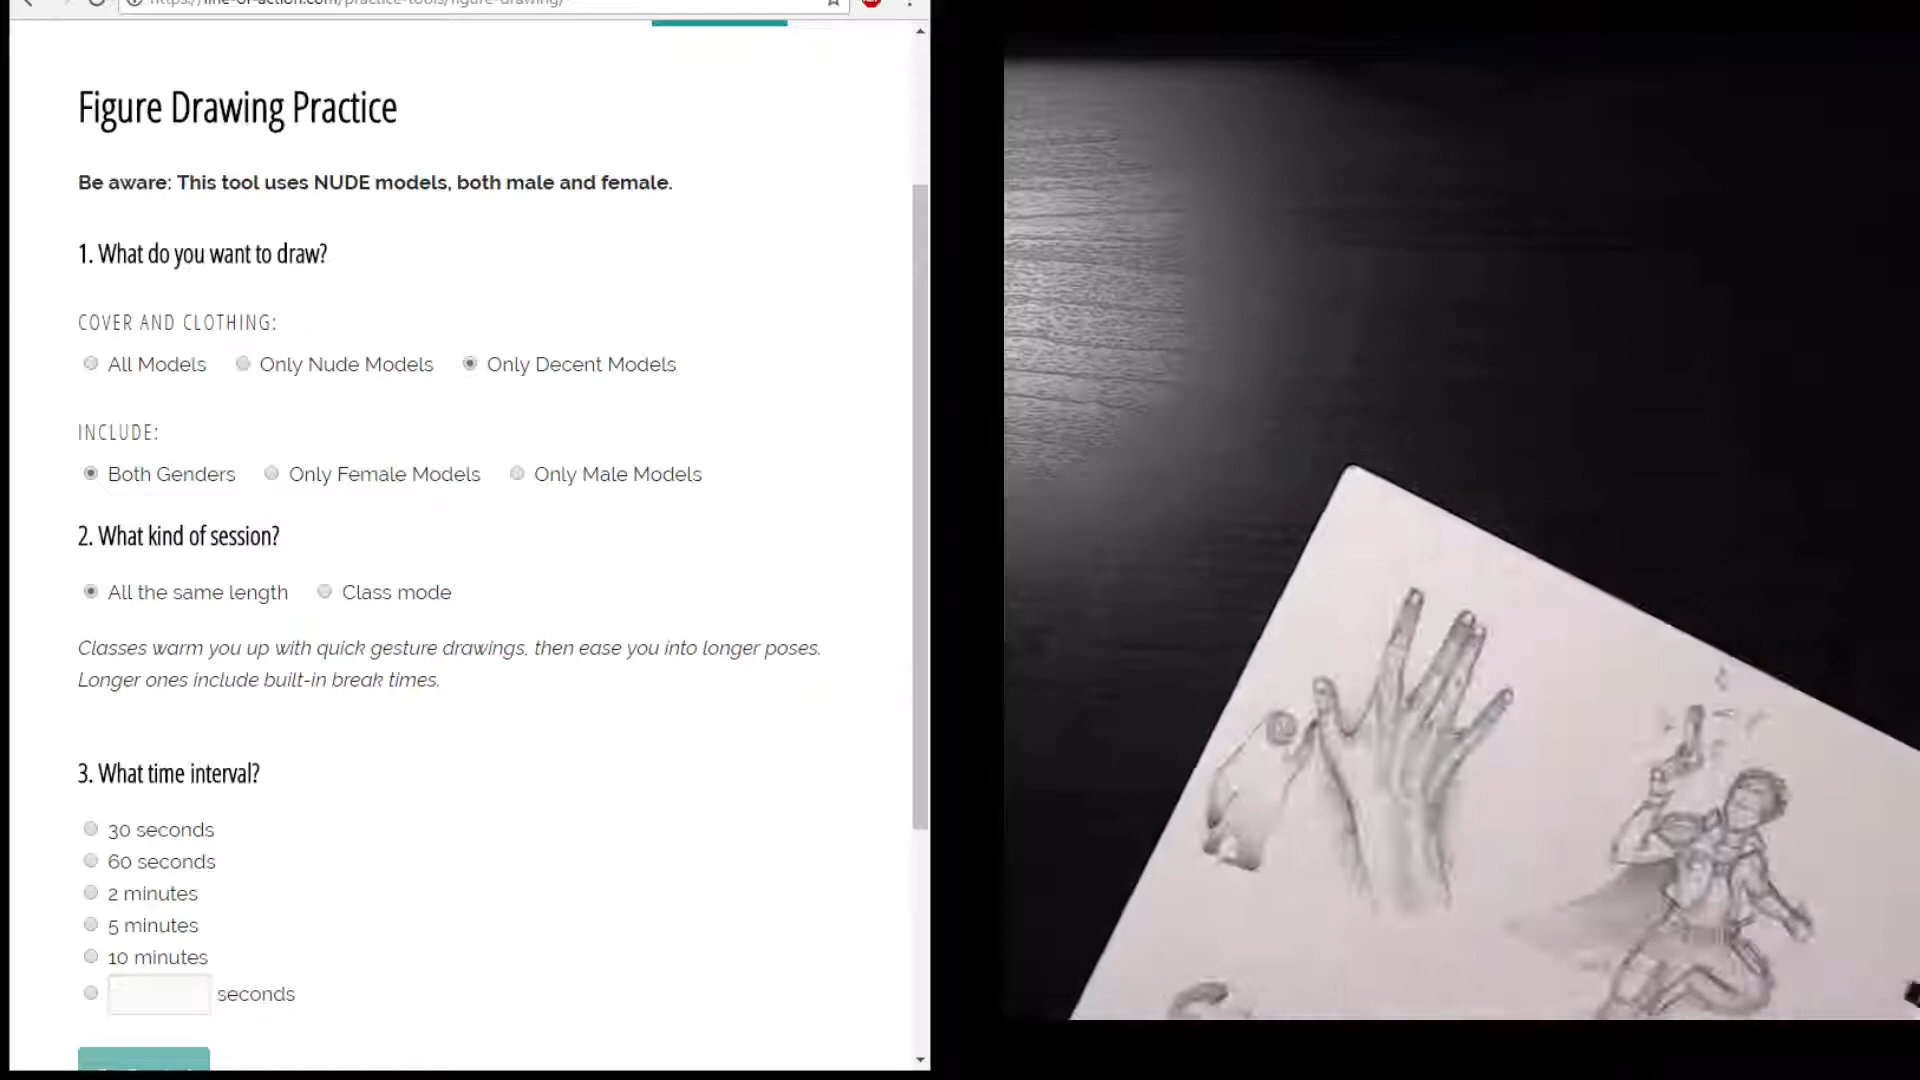 Figure Drawing Practice
Be aware: This tool uses NUDE models, both male and female.
1. What do you want to draw?
COVER AND CLOTHING:
All Models Only Nude Models Only Decent Models
INCLUDE:
Both Genders Only Female Models Only Male Models
2. What kind of session?
All the same length Class mode
Classes warm you up with quick gesture drawings, then ease you into longer poses.
Longer ones include built-in break times.
3. What time interval?
30 seconds
60 seconds
2 minutes
5 minutes
10 minutes
seconds